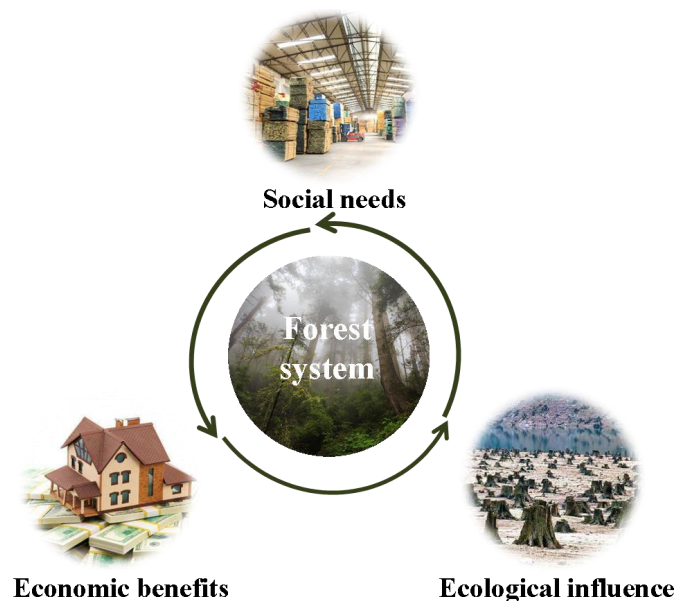 Social needs
Forest
system
Economic benefits
Ecological influence